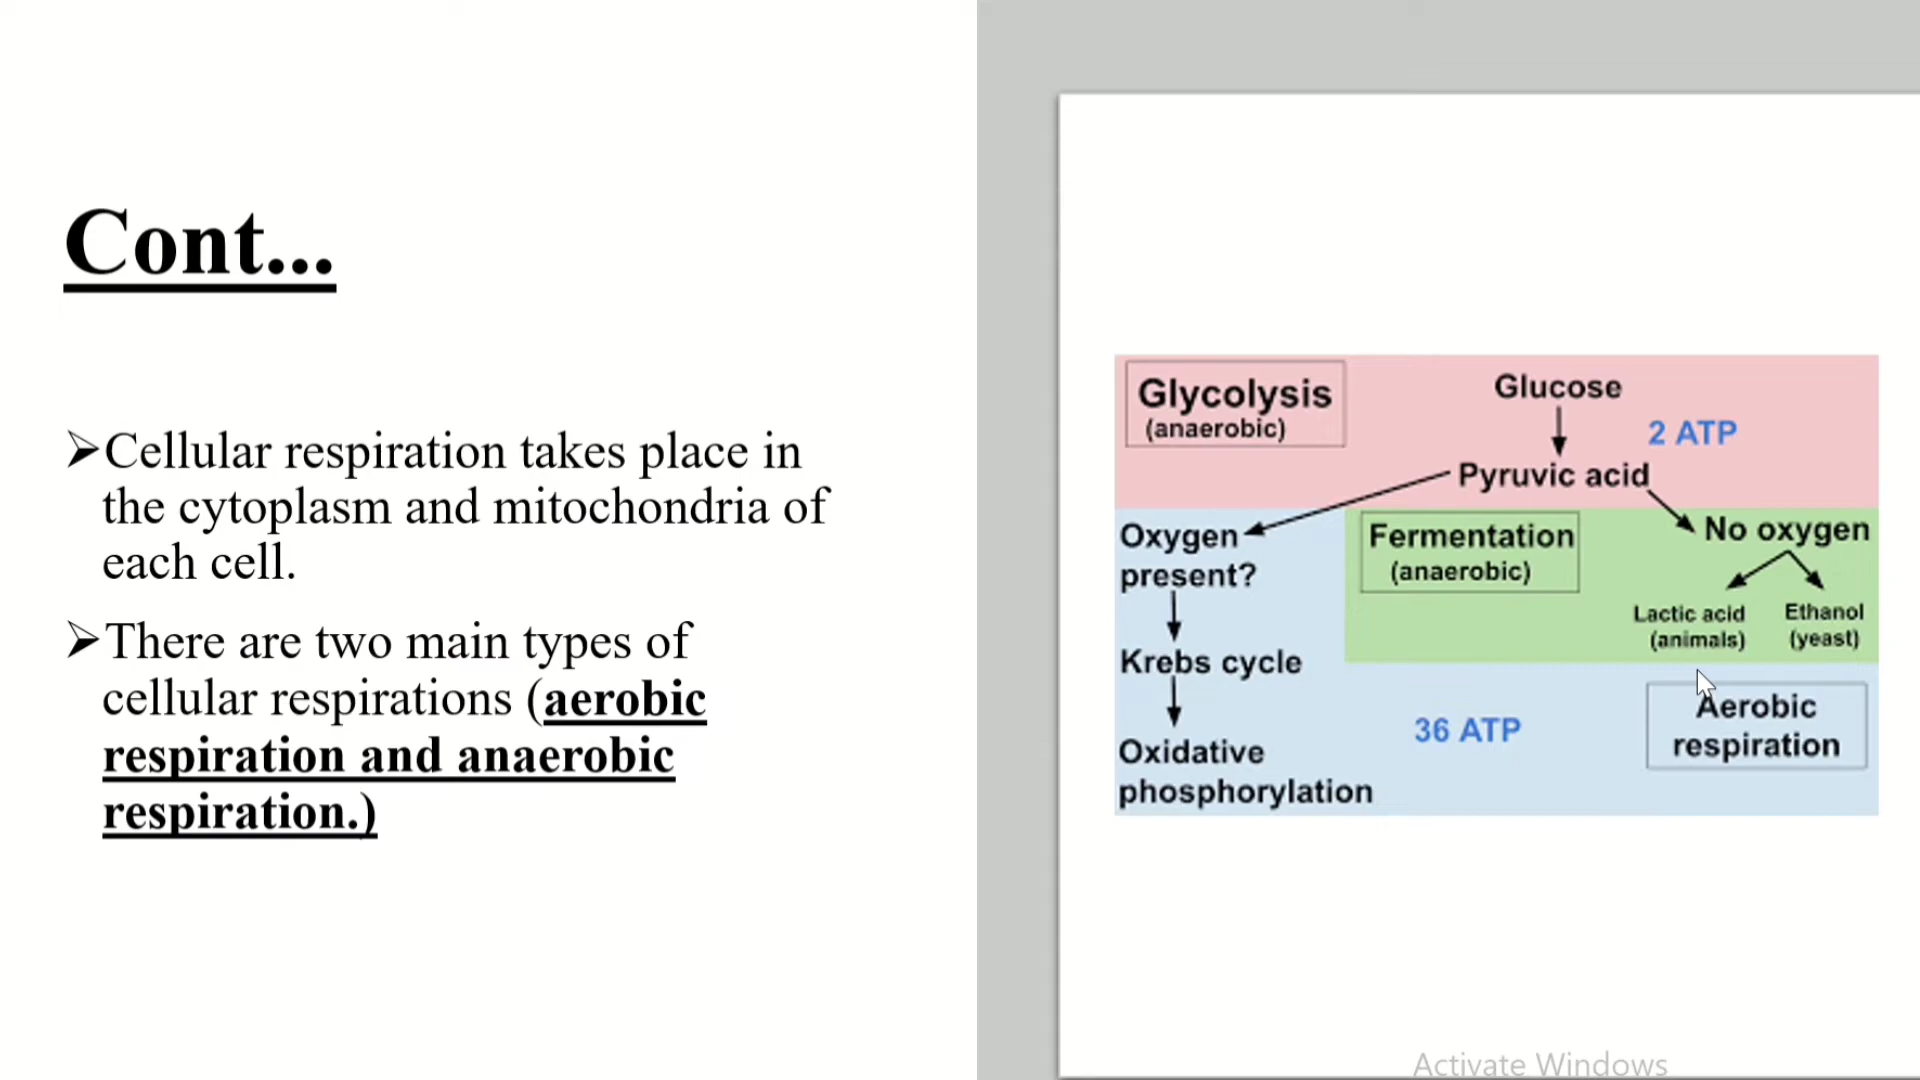 Cont...
➢Cellular respiration takes place in
the cytoplasm and mitochondria of
each cell.
➢There are two main types of
cellular respirations (aerobic
respiration and anaerobic
respiration.)
Glycolysis
(anaerobic)
Glucose
2 ATP
Pyruvic acid
Oxygen
present?
Fermentation
(anaerobic)
No oxygen
Lactic acid
(animals)
Ethanol
(yeast)
Krebs cycle
Oxidative
phosphorylation
36 ATP
Aerobic
respiration
Activate Windows